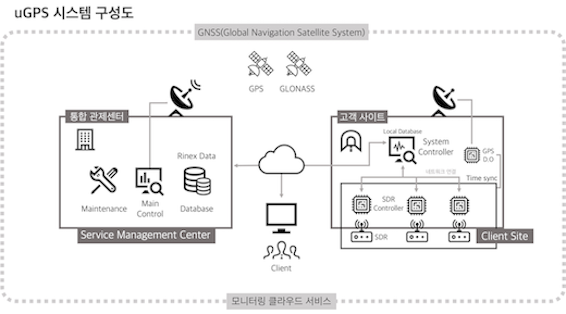 uGPS 시스템 구성도
GNSS(Global Navigation Satellite System)
GPS
GLONASS
통합 관제센터
Rinex Data
Maintenance
Main
Control
Database
Service Management Center
Client
고객 사이트
Local Database
System
Controller
GPS
0.0
네트워크 연결
Time sync
SDR
Controller
SDR
Client Site
모니터링 클라우드 서비스